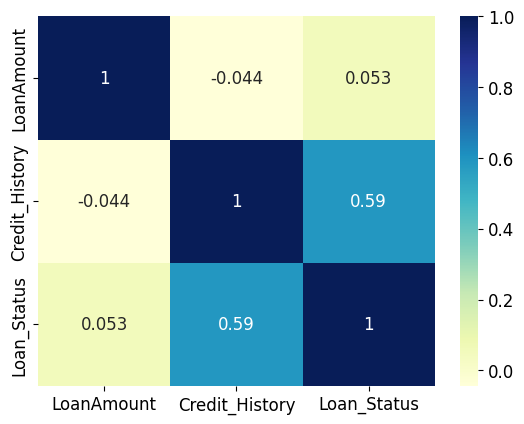 LoanAmount
1 -0.044 0.053
Credit_History
-0.044 1 0.59
Loan_Status
0.053 0.59 1
LoanAmount Credit_History Loan_Status
1.0
0.8
0.6
0.4
0.2
0.0